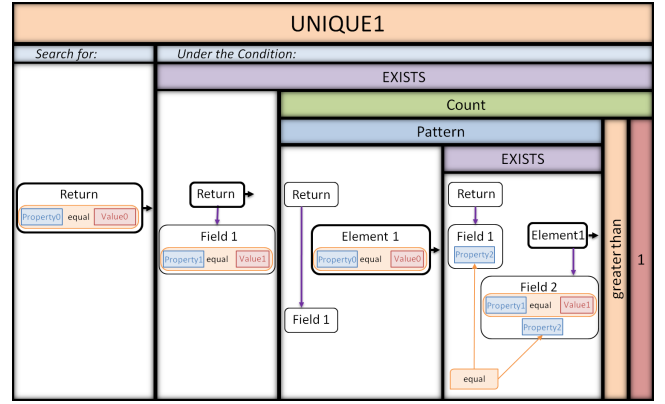 UNIQUE1
Search for:
Under the Condition:
EXISTS
Count
Pattern
EXISTS
Return
Property0 equal Value0
Return
Field 1
Property1 equal Value1
Return
Element 1
Property0 equal Value0
Field 1
Return
Field 1
Property2
Element1
Field 2
Property1 equal Value1
Property2
equal
greater than
1